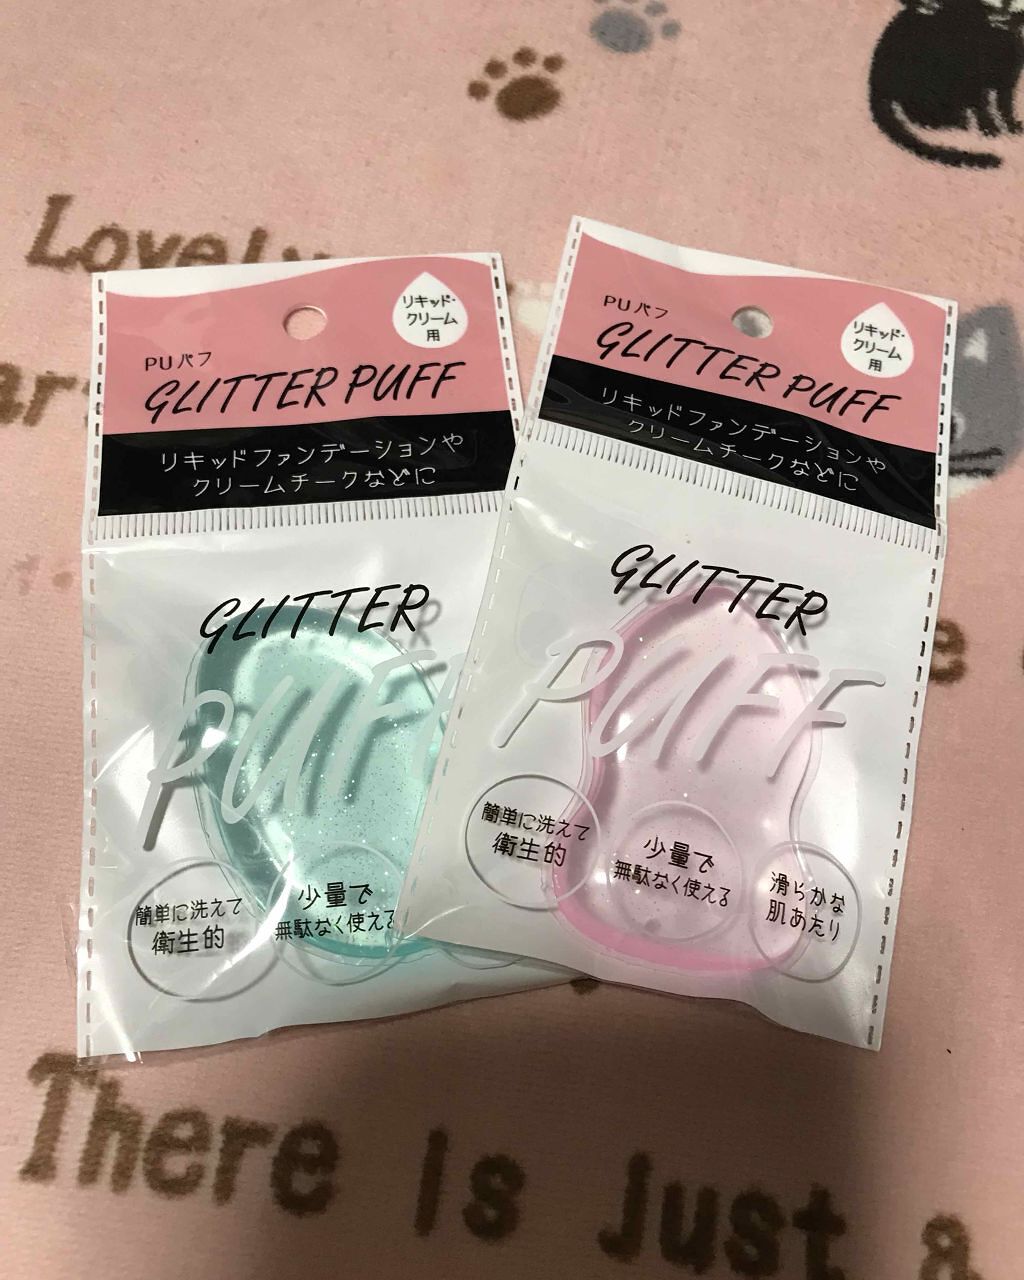 Lovely
PUパフ
GLITTER PUFF
リキッド・
クリーム
用
リキッドファンデーションや
クリームチークなどに
GLITTER
PUFF
簡単に洗えて
衛生的
少量で
無駄なく使える
PUパフ
GLITTER PUFF
リキッド・
クリーム
用
リキッドファンデーションや
クリームチークなどに
GLITTER
PUFF
簡単に洗えて
衛生的
少量で
無駄なく使える
滑らかな
肌あたり
There is just a